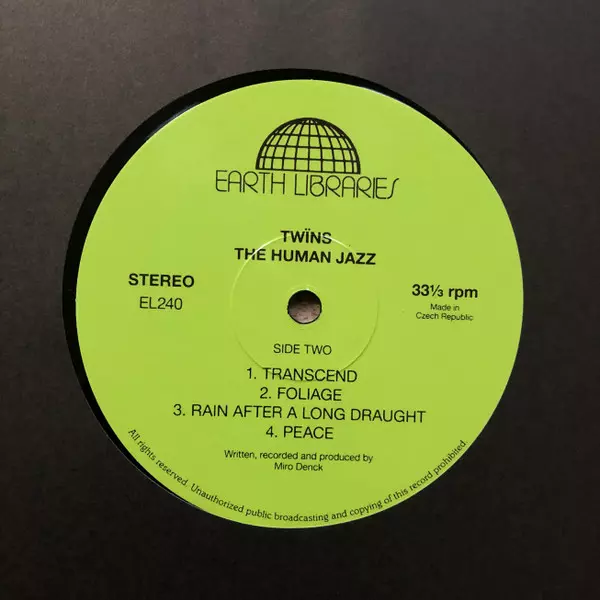 EARTH LIBRARIES
TWÏNS
THE HUMAN JAZZ
STEREO
EL240
33⅓ rpm
Made in
Czech Republic
SIDE TWO
1. TRANSCEND
2. FOLIAGE
3. RAIN AFTER A LONG DRAUGHT
4. PEACE
Written, recorded and produced by
Miro Denck
All rights reserved. Unauthorized public broadcasting and copying of this record prohibited.